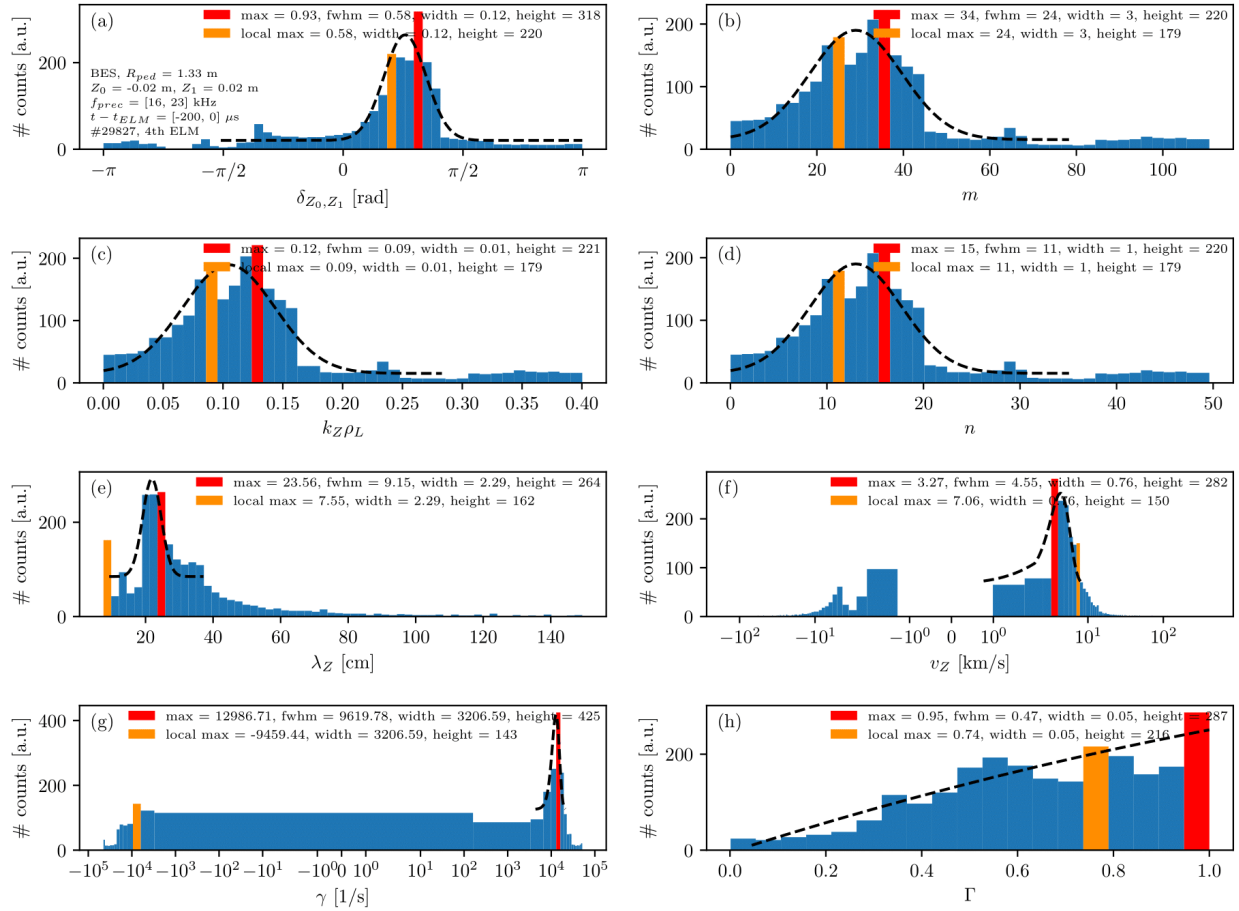 (a)
max = 0.93, fwhm = 0.58, width = 0.12, height = 318
local max = 0.58, width = 0.12, height = 220
BES, R_ped = 1.33 m
Z_0 = -0.02 m, Z_1 = 0.02 m
f_prec = [16, 23] kHz
t − t_ELM = [-200, 0] μs
#29827, 4th ELM
# counts [a.u.]
0
100
200
300
−π
−π/2
0
π/2
π
δ_{Z_0,Z_1} [rad]
(b)
max = 34, fwhm = 24, width = 3, height = 220
local max = 24, width = 3, height = 179
# counts [a.u.]
0
100
200
0
20
40
60
80
100
m
(c)
max = 0.12, fwhm = 0.09, width = 0.01, height = 221
local max = 0.09, width = 0.01, height = 179
# counts [a.u.]
0
100
200
0.00
0.05
0.10
0.15
0.20
0.25
0.30
0.35
0.40
k_Z ρ_L
(d)
max = 15, fwhm = 11, width = 1, height = 220
local max = 11, width = 1, height = 179
# counts [a.u.]
0
100
200
0
10
20
30
40
50
n
(e)
max = 23.56, fwhm = 9.15, width = 2.29, height = 264
local max = 7.55, width = 2.29, height = 162
# counts [a.u.]
0
200
20
40
60
80
100
120
140
λ_Z [cm]
(f)
max = 3.27, fwhm = 4.55, width = 0.76, height = 282
local max = 7.06, width = 0.76, height = 150
# counts [a.u.]
0
100
200
−10^2
−10^1
−10^0
0
10^0
10^1
10^2
v_Z [km/s]
(g)
max = 12986.71, fwhm = 9619.78, width = 3206.59, height = 425
local max = -9459.44, width = 3206.59, height = 143
# counts [a.u.]
0
100
200
300
400
−10^5
−10^4
−10^3
−10^2
−10^1
−10^0
0
10^0
10^1
10^2
10^3
10^4
10^5
γ [1/s]
(h)
max = 0.95, fwhm = 0.47, width = 0.05, height = 287
local max = 0.74, width = 0.05, height = 216
# counts [a.u.]
0
100
200
0.0
0.2
0.4
0.6
0.8
1.0
Γ